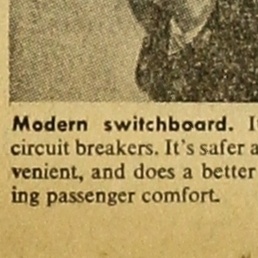 Modern switchboard.
circuit breakers. It's safer a
venient, and does a better
ing passenger comfort.